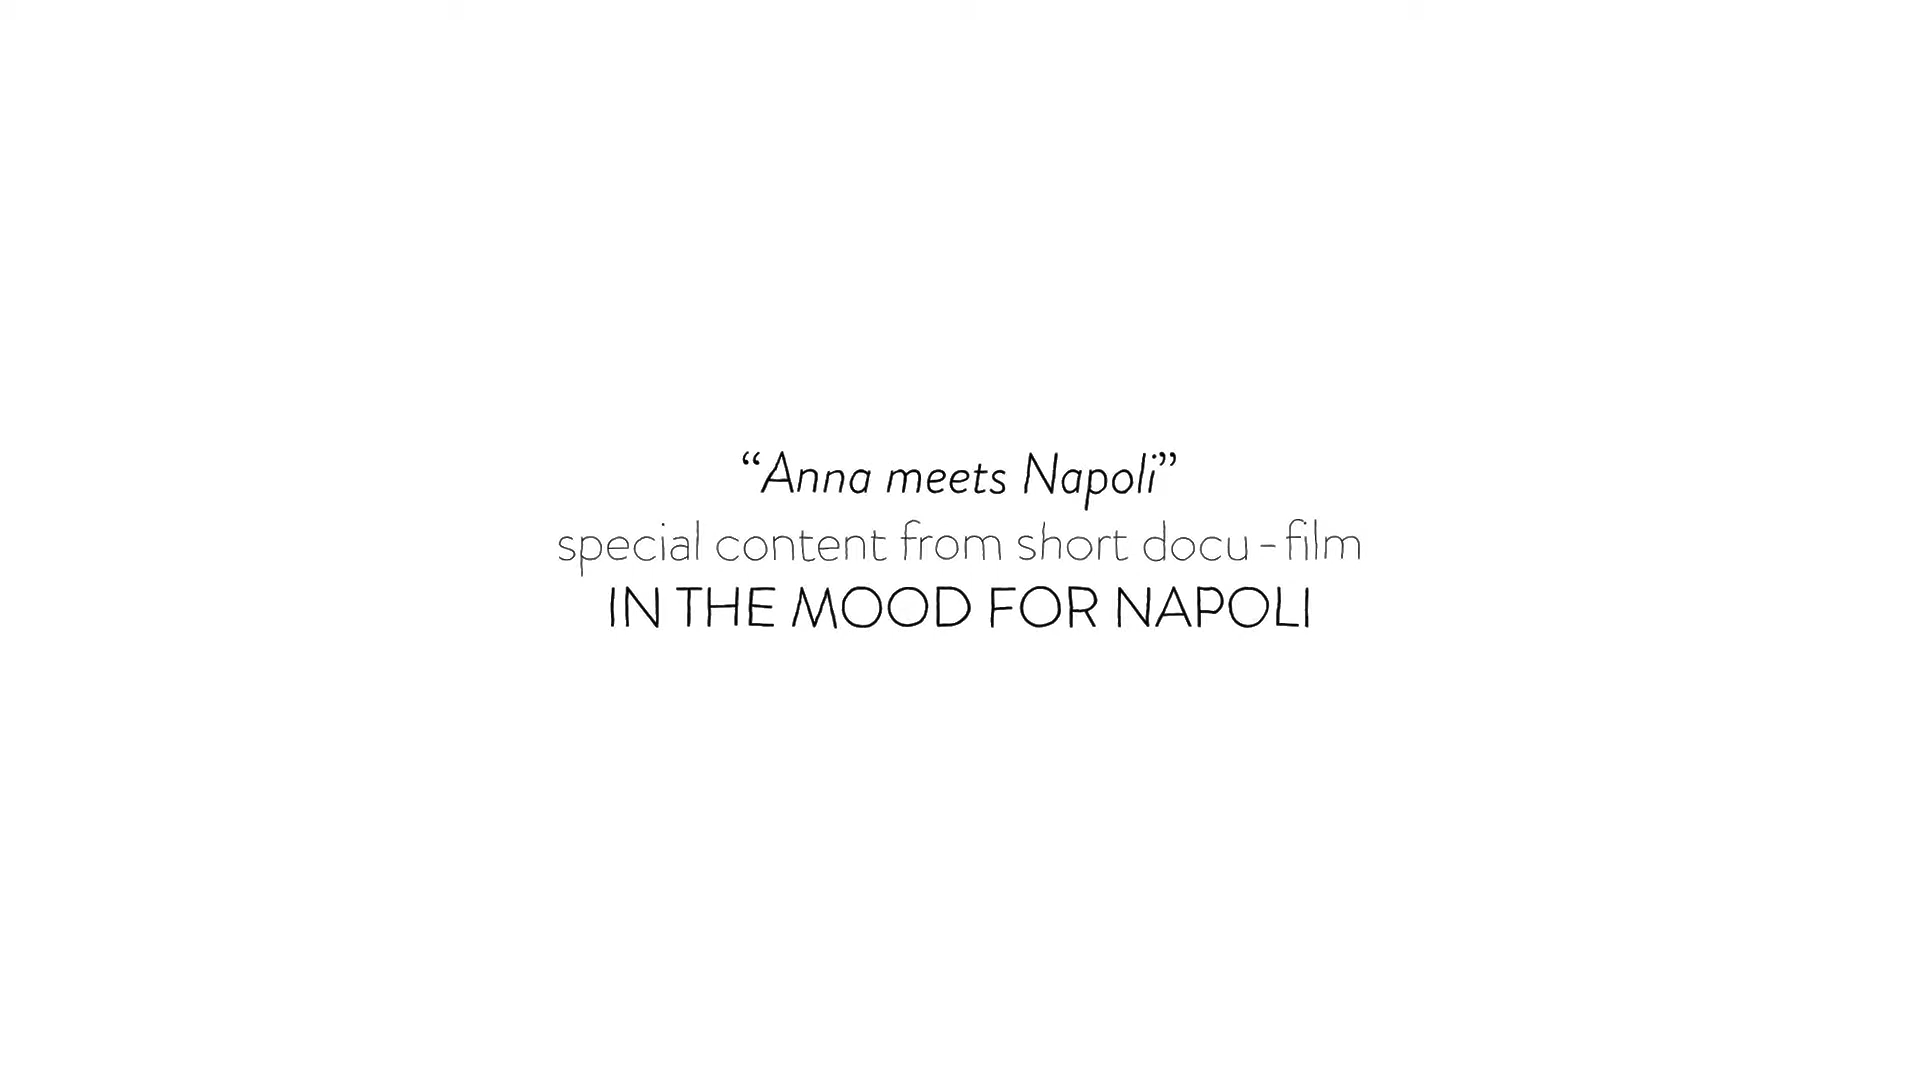 “Anna meets Napoli”
special content from short docu-film
IN THE MOOD FOR NAPOLI